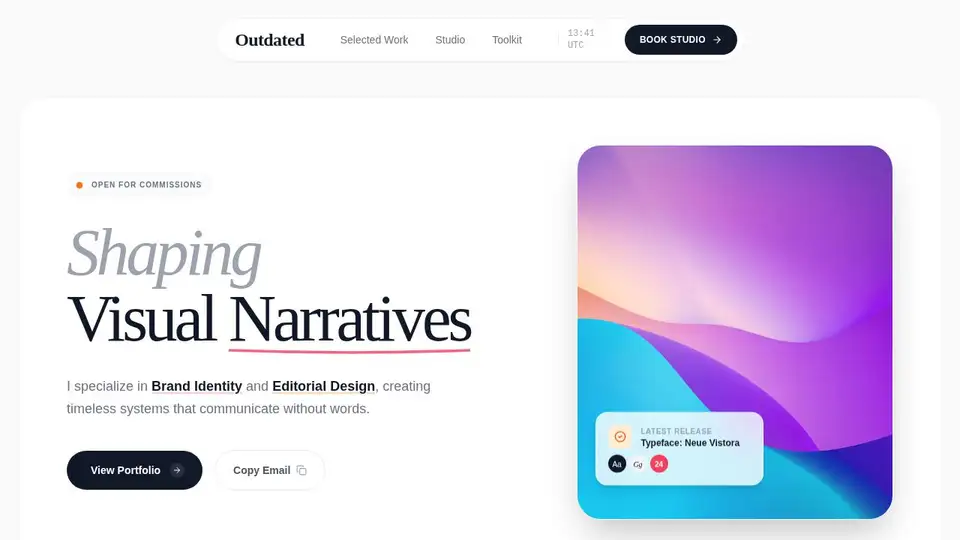 Outdated
Selected Work
Studio
Toolkit
13:41
UTC
BOOK STUDIO
OPEN FOR COMMISSIONS
Shaping
Visual Narratives
I specialize in Brand Identity and Editorial Design, creating
timeless systems that communicate without words.
View Portfolio
Copy Email
LATEST RELEASE
Typeface: Neue Vistora
Aa
Gg
24